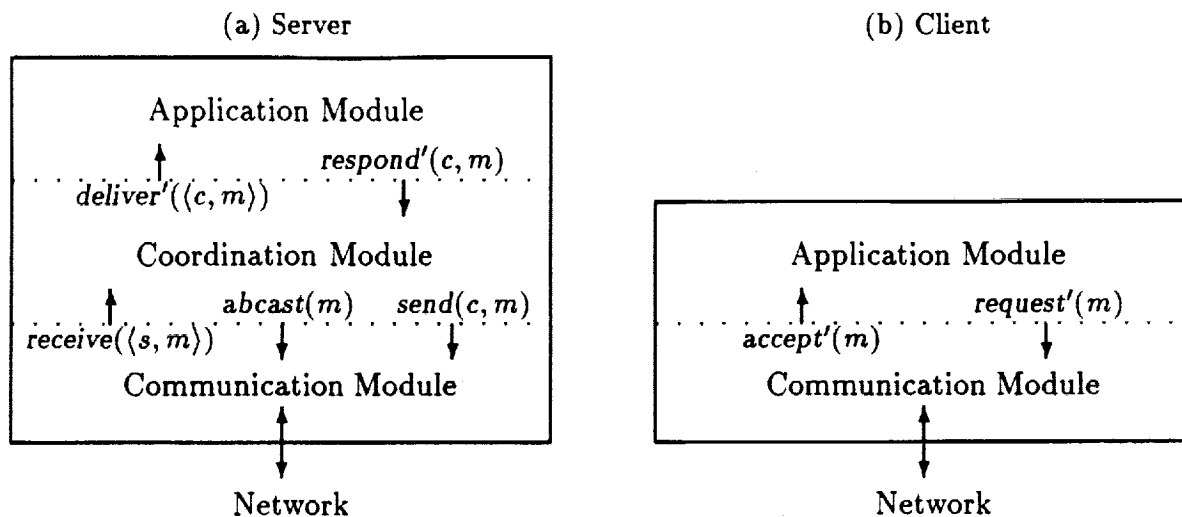 (a) Server
(b) Client
Application Module
respond′(c, m)
deliver′(⟨c, m⟩)
Coordination Module
abcast(m)
send(c, m)
receive(⟨s, m⟩)
Communication Module
Network
Application Module
request′(m)
accept′(m)
Communication Module
Network